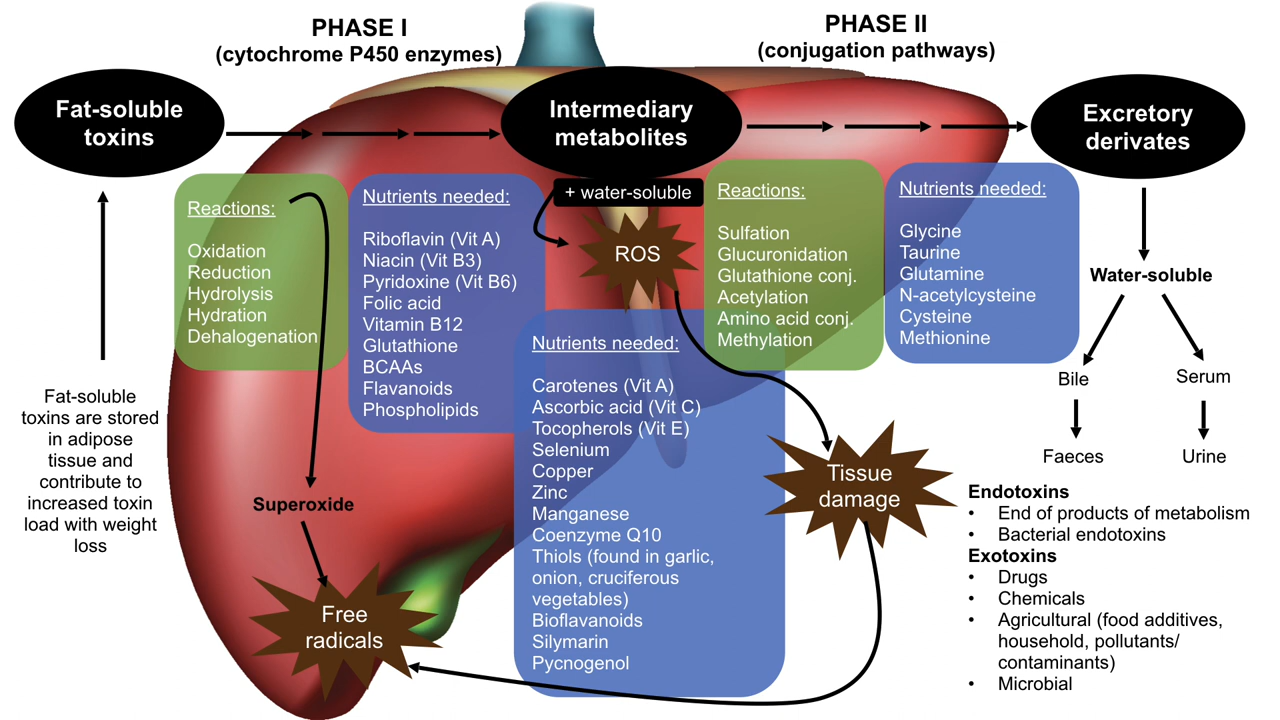 PHASE I
(cytochrome P450 enzymes)
PHASE II
(conjugation pathways)
Fat-soluble
toxins
Intermediary
metabolites
Excretory
derivates
+ water-soluble
Reactions:
Oxidation
Reduction
Hydrolysis
Hydration
Dehalogenation
Nutrients needed:
Riboflavin (Vit A)
Niacin (Vit B3)
Pyridoxine (Vit B6)
Folic acid
Vitamin B12
Glutathione
BCAAs
Flavanoids
Phospholipids
ROS
Reactions:
Sulfation
Glucuronidation
Glutathione conj.
Acetylation
Amino acid conj.
Methylation
Nutrients needed:
Glycine
Taurine
Glutamine
N-acetylcysteine
Cysteine
Methionine
Water-soluble
Bile
Serum
Faeces
Urine
Fat-soluble
toxins are stored
in adipose
tissue and
contribute to
increased toxin
load with weight
loss
Nutrients needed:
Carotenes (Vit A)
Ascorbic acid (Vit C)
Tocopherols (Vit E)
Selenium
Copper
Zinc
Manganese
Coenzyme Q10
Thiols (found in garlic,
onion, cruciferous
vegetables)
Bioflavanoids
Silymarin
Pycnogenol
Superoxide
Free
radicals
Tissue
damage
Endotoxins
• End of products of metabolism
• Bacterial endotoxins
Exotoxins
• Drugs
• Chemicals
• Agricultural (food additives,
household, pollutants/
contaminants)
• Microbial